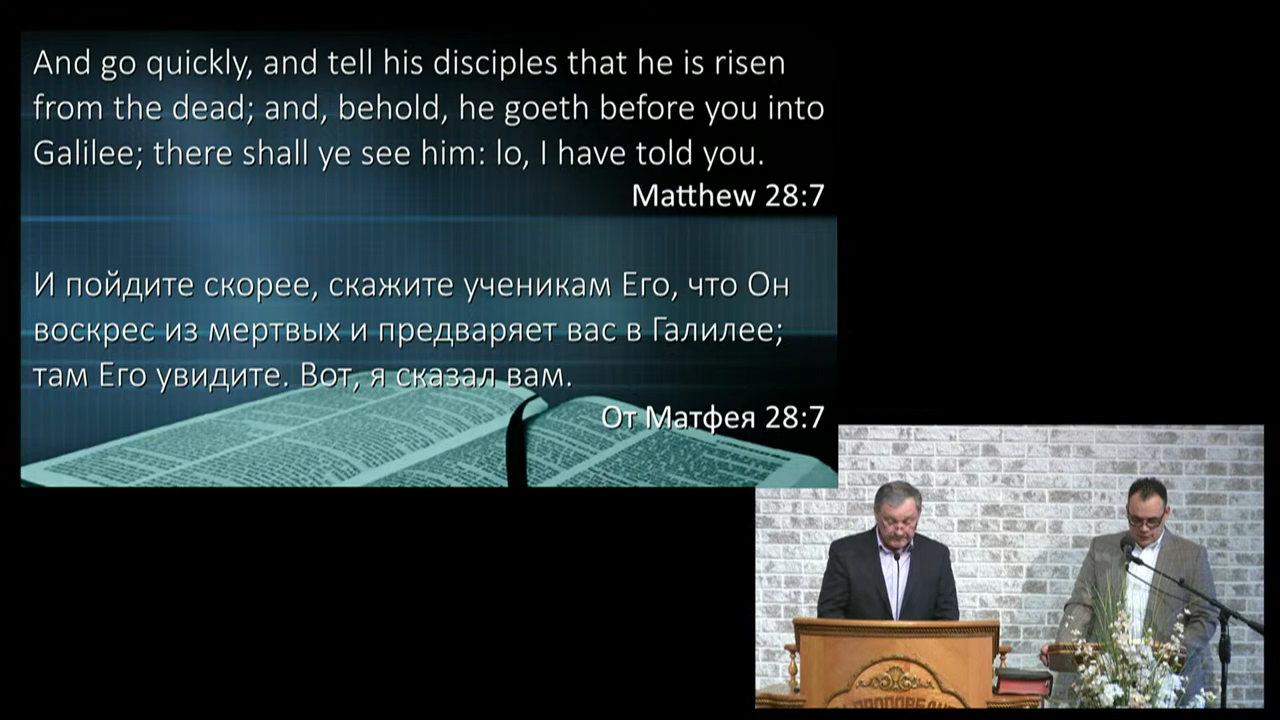 And go quickly, and tell his disciples that he is risen
from the dead; and, behold, he goeth before you into
Galilee; there shall ye see him: lo, I have told you.
Matthew 28:7
И пойдите скорее, скажите ученикам Его, что Он
воскрес из мертвых и предваряет вас в Галилее;
там Его увидите. Вот, я сказал вам.
От Матфея 28:7